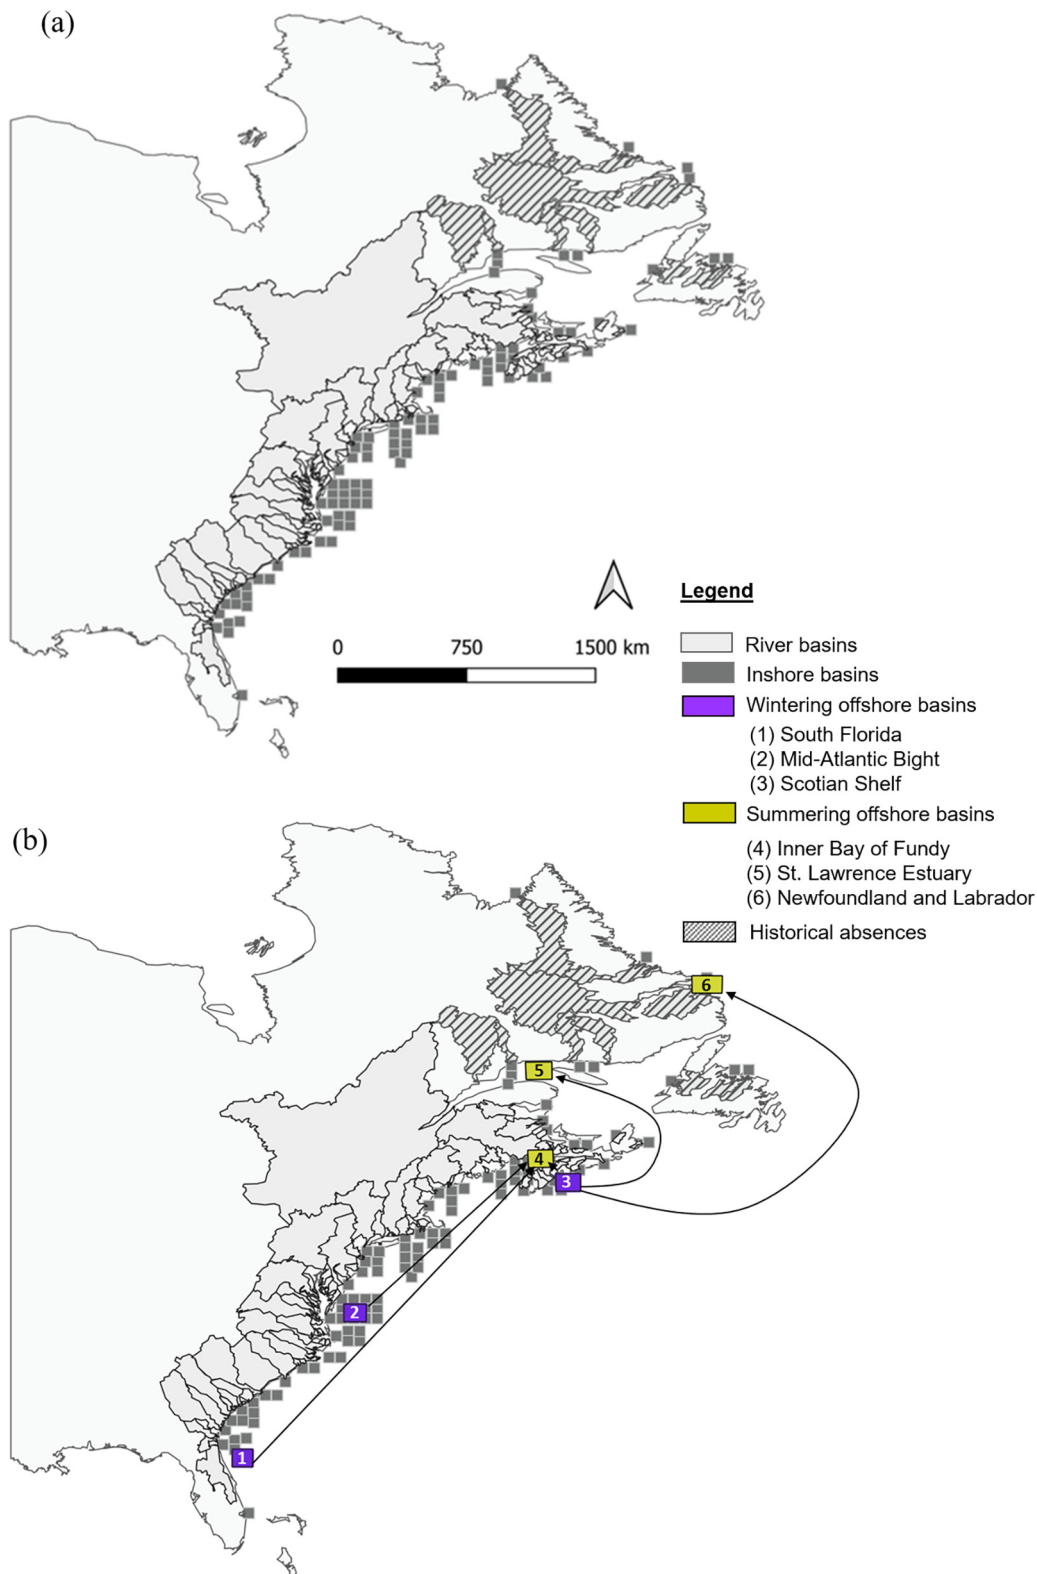 (a)
0 750 1500 km
Legend
River basins
Inshore basins
Wintering offshore basins
(1) South Florida
(2) Mid-Atlantic Bight
(3) Scotian Shelf
Summering offshore basins
(4) Inner Bay of Fundy
(5) St. Lawrence Estuary
(6) Newfoundland and Labrador
Historical absences
(b)
6
5
4
3
2
1